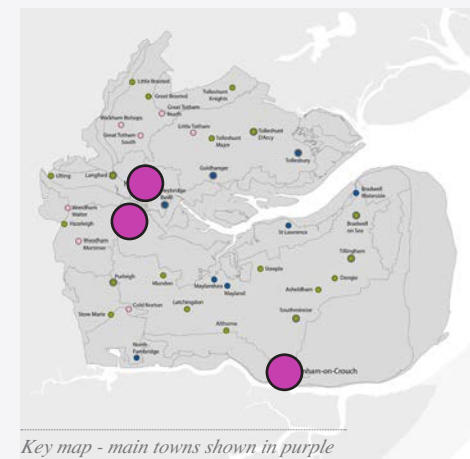 Little Braxted
Great Braxted
Tolleshunt
Knights
Great Totham
North
Wickham Bishops
Great Totham
South
Little Totham
Tolleshunt
Major
Tolleshunt
D'Arcy
Tollesbury
Goldhanger
Ulting
Langford
Heybridge
Basin
Woodham
Walter
Hazeleigh
Woodham
Mortimer
Bradwell
Waterside
Bradwell
on Sea
St Lawrence
Tillingham
Steeple
Dengie
Asheldham
Purleigh
Mundon
Maylandsea
Mayland
Latchingdon
Cold Norton
Stow Maries
Southminster
Althorne
North
Fambridge
nham-on-Crouch
Key map - main towns shown in purple